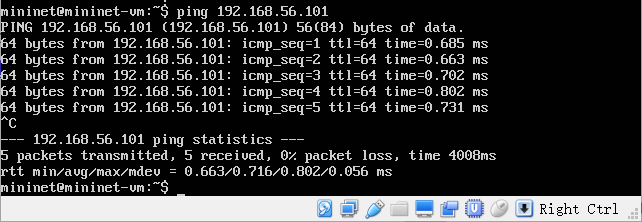 mininet@mininet-vm:~$ ping 192.168.56.101
PING 192.168.56.101 (192.168.56.101) 56(84) bytes of data.
64 bytes from 192.168.56.101: icmp_seq=1 ttl=64 time=0.685 ms
64 bytes from 192.168.56.101: icmp_seq=2 ttl=64 time=0.663 ms
64 bytes from 192.168.56.101: icmp_seq=3 ttl=64 time=0.702 ms
64 bytes from 192.168.56.101: icmp_seq=4 ttl=64 time=0.802 ms
64 bytes from 192.168.56.101: icmp_seq=5 ttl=64 time=0.731 ms
^C
--- 192.168.56.101 ping statistics ---
5 packets transmitted, 5 received, 0% packet loss, time 4008ms
rtt min/avg/max/mdev = 0.663/0.716/0.802/0.056 ms
mininet@mininet-vm:~$ _
Right Ctrl